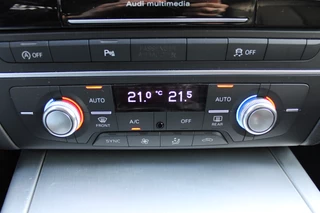 Audi multimedia
OFF
P
OFF
AUTO
21.0 °C 21.5
AUTO
FRONT
A/C
OFF
REAR
SYNC